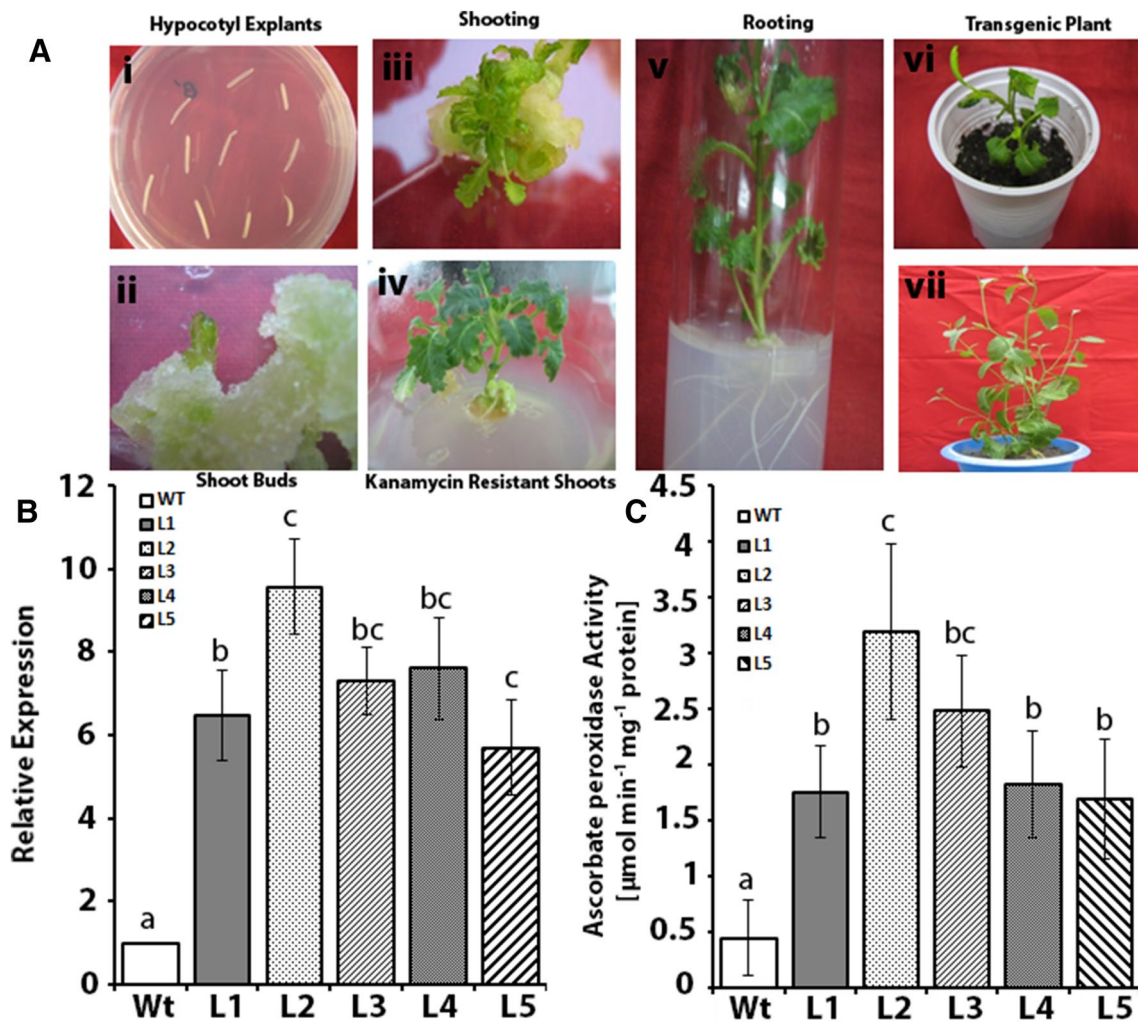 Hypocotyl Explants
Shooting
Rooting
Transgenic Plant
A
i
iii
v
vi
ii
iv
vii
Shoot Buds
Kanamycin Resistant Shoots
B
Relative Expression
12
10
8
6
4
2
0
WT
L1
L2
L3
L4
L5
a
b
c
bc
bc
c
Wt L1 L2 L3 L4 L5
C
Ascorbate peroxidase Activity
[µmol min⁻¹ mg⁻¹ protein]
4.5
4
3.5
3
2.5
2
1.5
1
0.5
0
WT
L1
L2
L3
L4
L5
a
b
c
bc
b
b
Wt L1 L2 L3 L4 L5